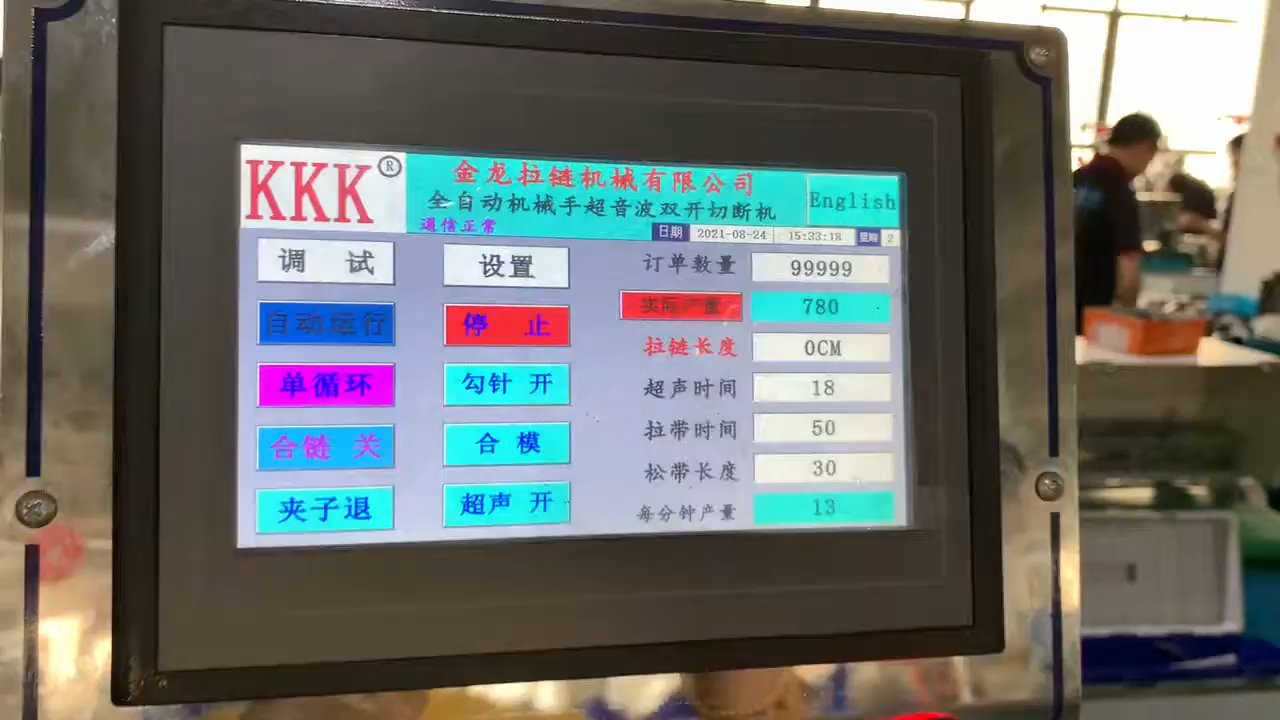 KKK®
金龙拉链机械有限公司
全自动机械手超音波双开切断机
English
通信正常
日期 2021-08-24 15:33:18 星期 2
调 试
设置
订单数量 99999
自动运行
停 止
实际产量 780
拉链长度 0CM
单循环
勾针 开
超声时间 18
合链 关
合 模
拉带时间 50
松带长度 30
夹子退
超声 开
每分钟产量 13